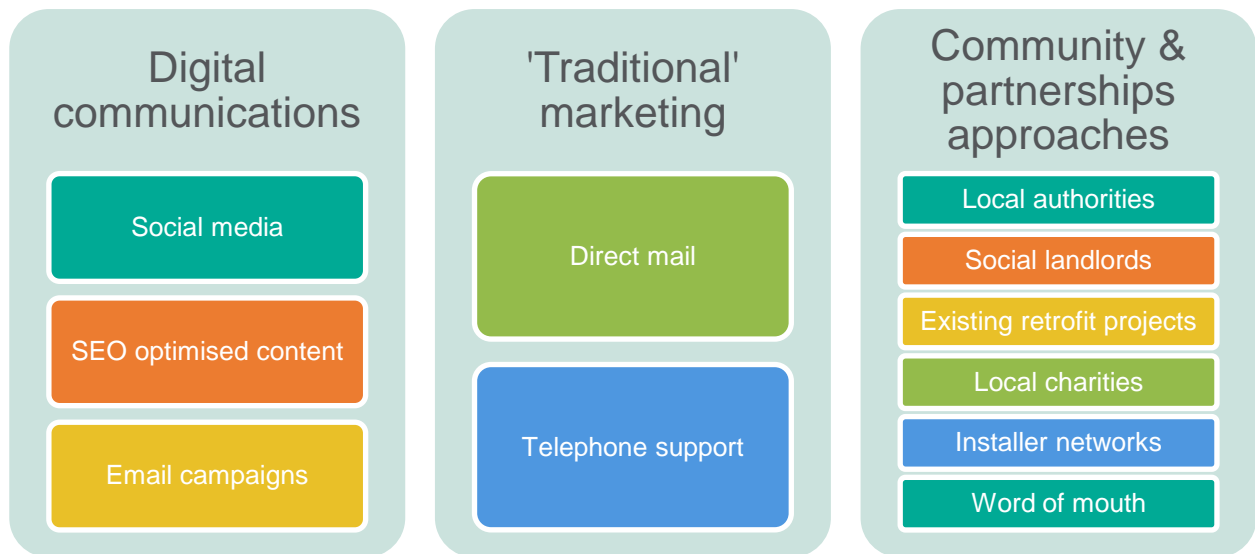 Digital
communications
Social media
SEO optimised content
Email campaigns
'Traditional'
marketing
Direct mail
Telephone support
Community &
partnerships
approaches
Local authorities
Social landlords
Existing retrofit projects
Local charities
Installer networks
Word of mouth